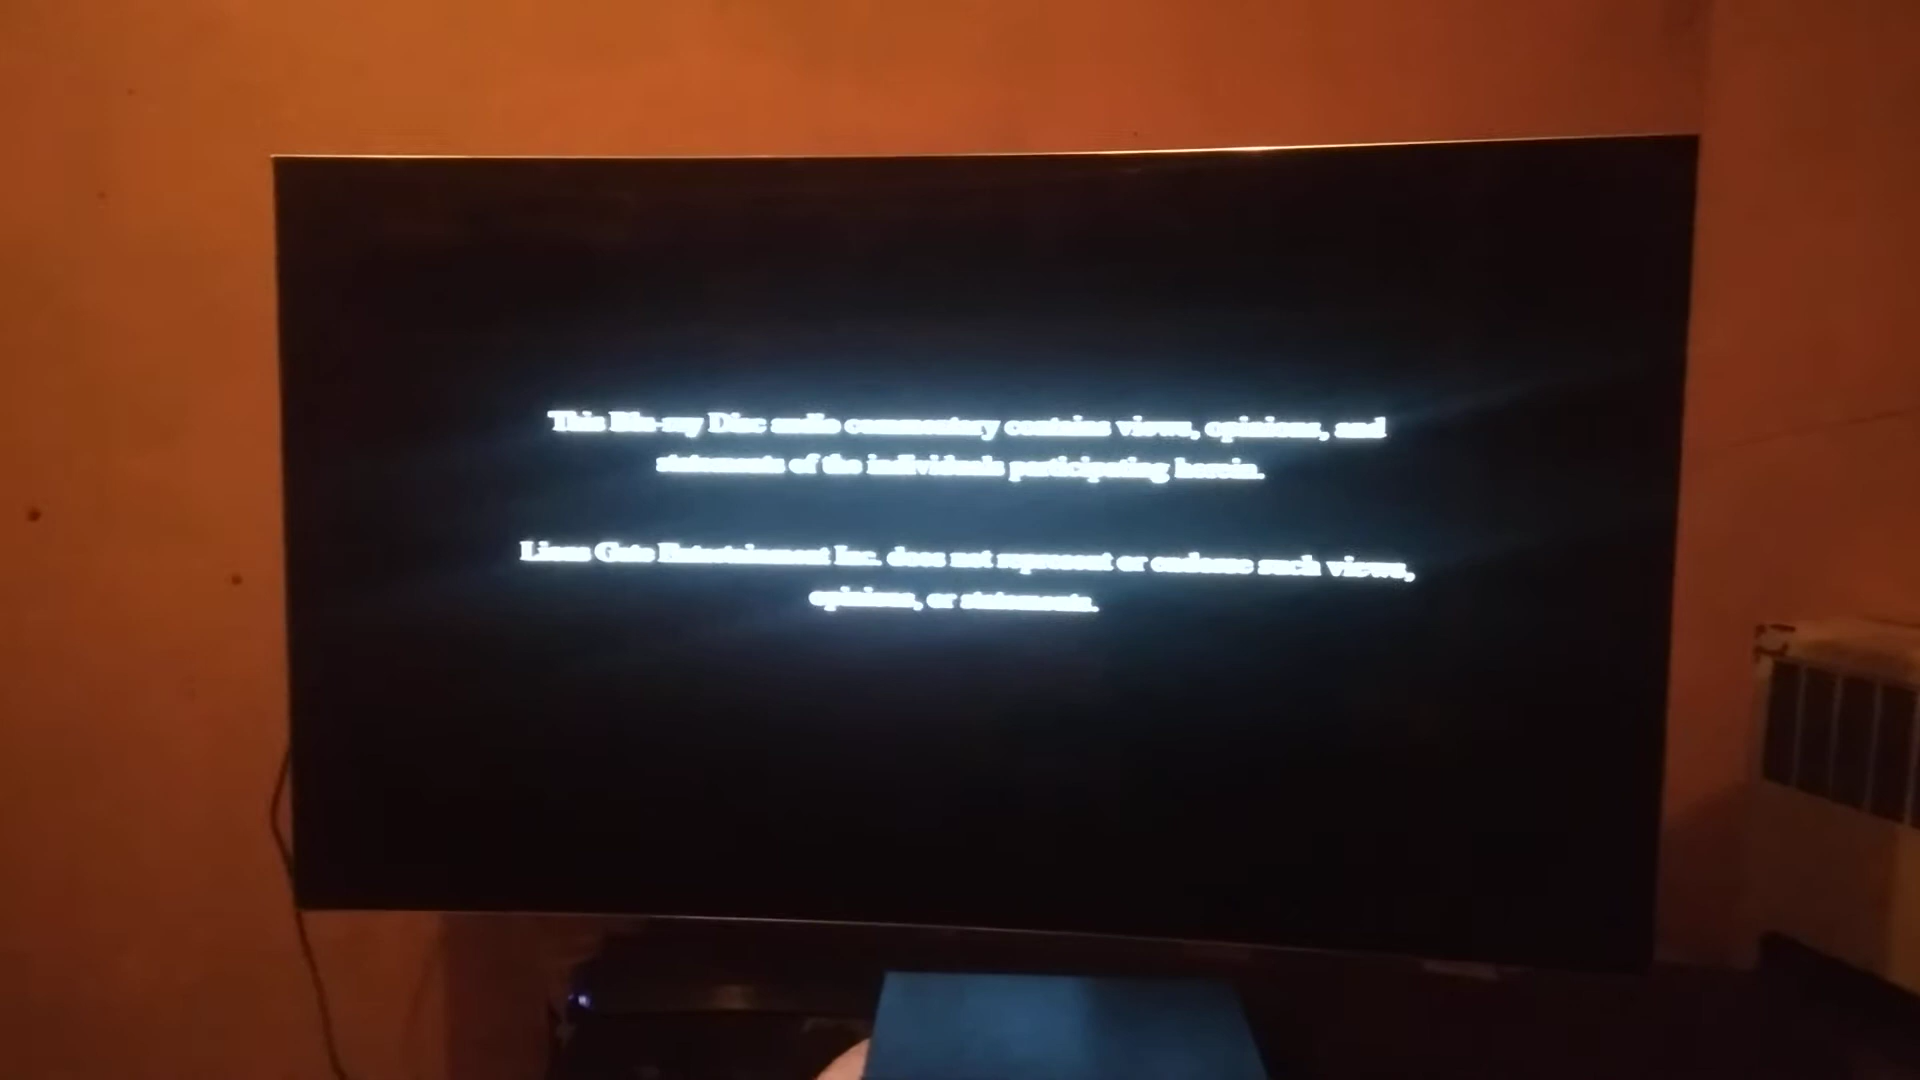 This Blu-ray Disc audio commentary contains views, opinions, and
statements of the individuals participating herein.
Lions Gate Entertainment Inc. does not represent or endorse such views,
opinions, or statements.